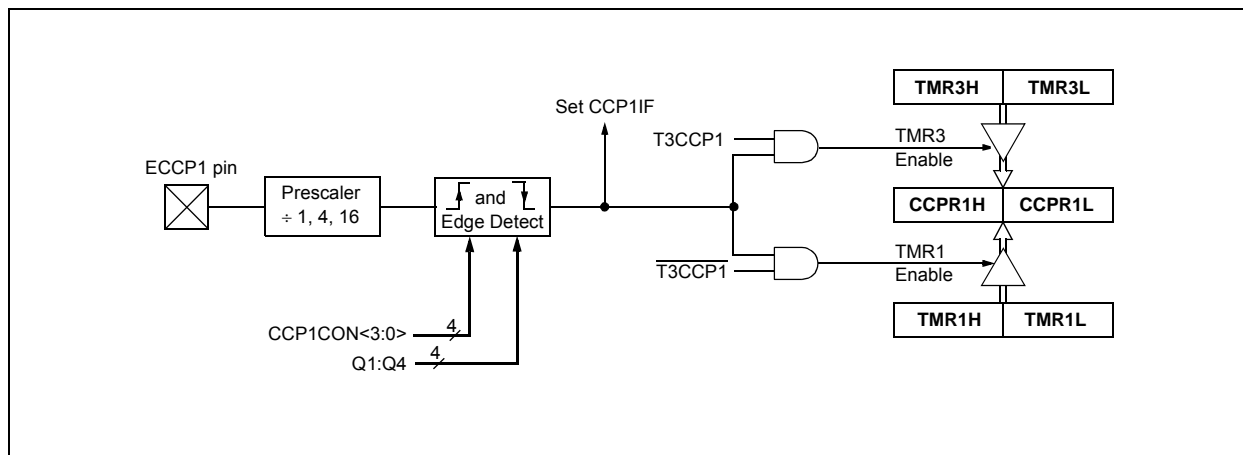 TMR3H TMR3L
Set CCP1IF
T3CCP1
TMR3
Enable
ECCP1 pin
Prescaler
÷ 1, 4, 16
and
Edge Detect
CCPR1H CCPR1L
TMR1
Enable
T3CCP1
TMR1H TMR1L
CCP1CON<3:0>
4
Q1:Q4
4